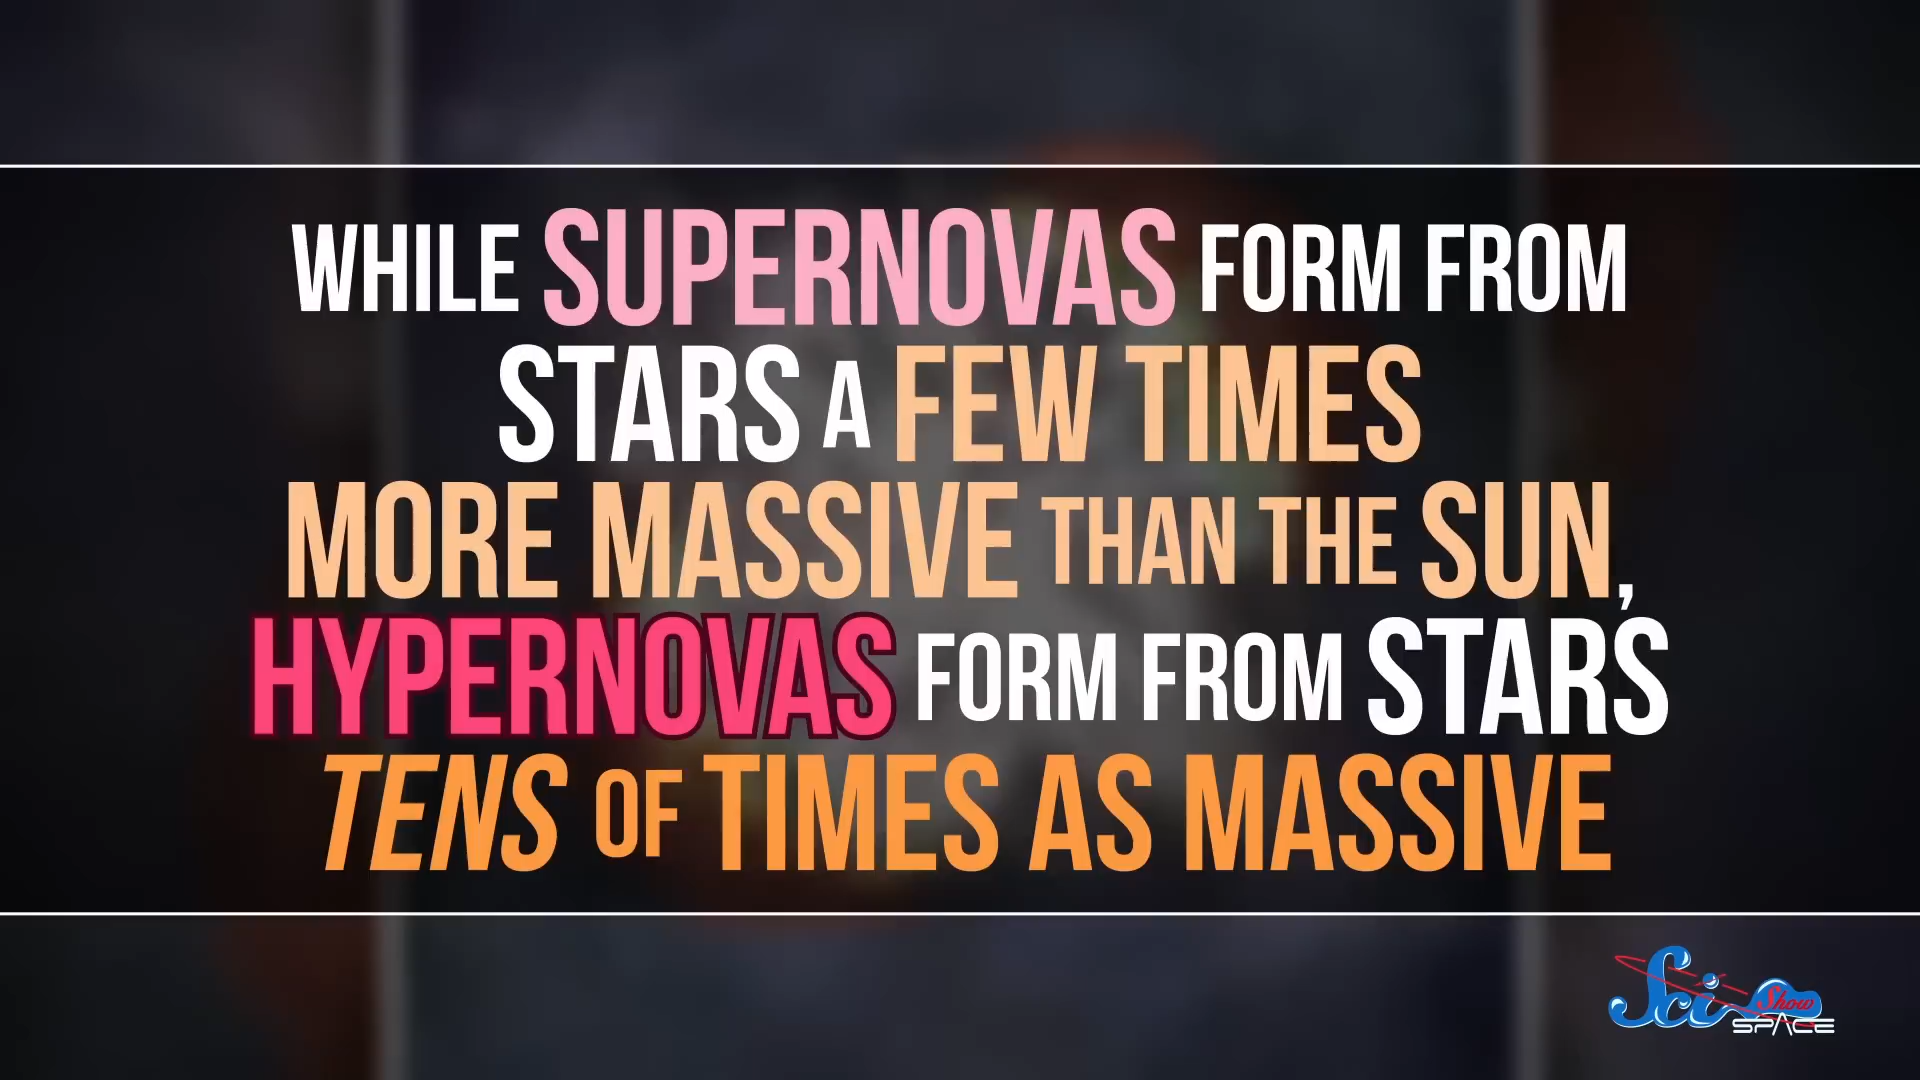 WHILE SUPERNOVAS FORM FROM
STARS A FEW TIMES
MORE MASSIVE THAN THE SUN,
HYPERNOVAS FORM FROM STARS
TENS OF TIMES AS MASSIVE
Sci Show
SPACE